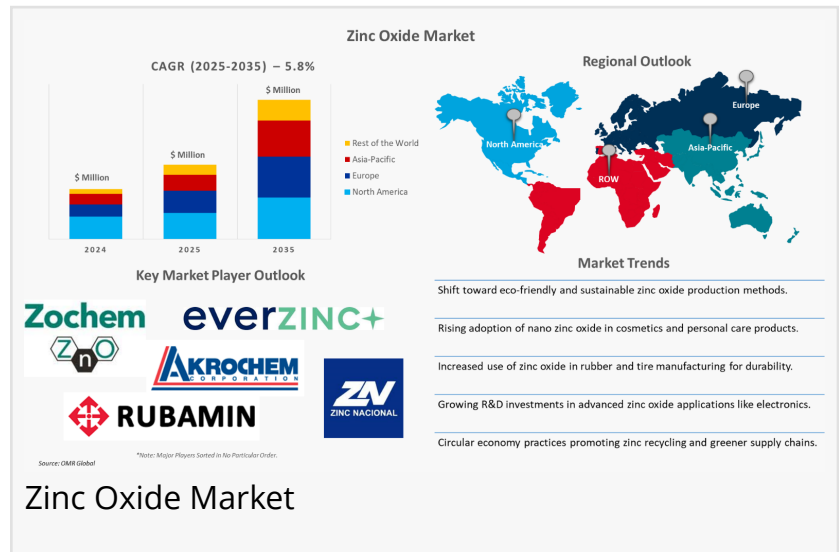 Zinc Oxide Market
CAGR (2025-2035) – 5.8%
$ Million
$ Million
$ Million
Rest of the World
Asia-Pacific
Europe
North America
2024
2025
2035
Regional Outlook
Europe
North America
Asia-Pacific
ROW
Key Market Player Outlook
Zochem
ZnO
everzinc
AKROCHEM
CORPORATION
ZN
ZINC NACIONAL
RUBAMIN
*Note: Major Players Sorted in No Particular Order.
Source: OMR Global
Market Trends
Shift toward eco-friendly and sustainable zinc oxide production methods.
Rising adoption of nano zinc oxide in cosmetics and personal care products.
Increased use of zinc oxide in rubber and tire manufacturing for durability.
Growing R&D investments in advanced zinc oxide applications like electronics.
Circular economy practices promoting zinc recycling and greener supply chains.
Zinc Oxide Market